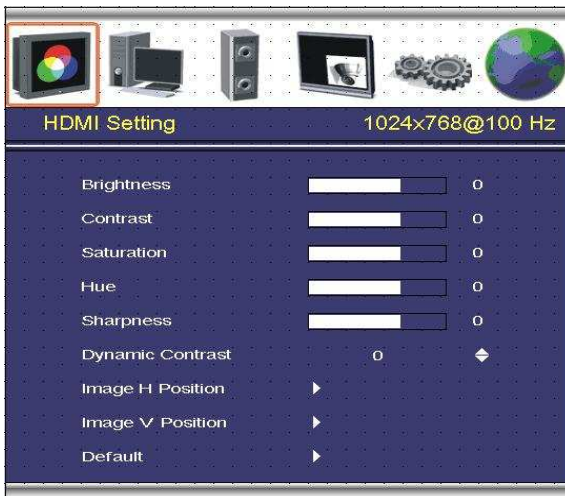 HDMI Setting 1024x768@100 Hz
Brightness 0
Contrast 0
Saturation 0
Hue 0
Sharpness 0
Dynamic Contrast 0
Image H Position
Image V Position
Default